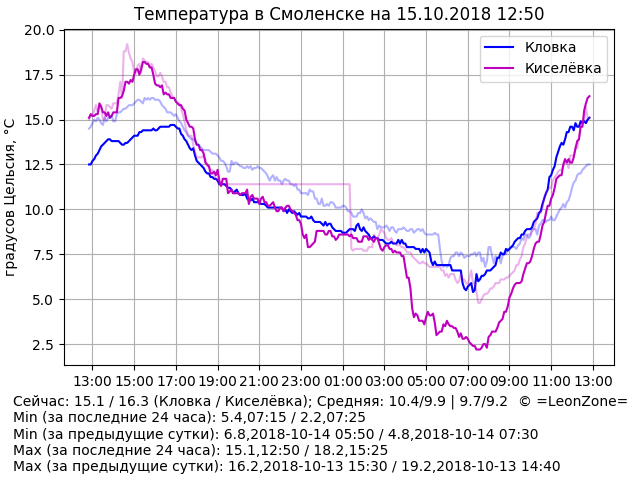 Температура в Смоленске на 15.10.2018 12:50
20.0
17.5
15.0
12.5
10.0
7.5
5.0
2.5
градусов Цельсия, °C
Кловка
Киселёвка
13:00 15:00 17:00 19:00 21:00 23:00 01:00 03:00 05:00 07:00 09:00 11:00 13:00
Сейчас: 15.1 / 16.3 (Кловка / Киселёвка); Средняя: 10.4/9.9 | 9.7/9.2 © =LeonZone=
Min (за последние 24 часа): 5.4,07:15 / 2.2,07:25
Min (за предыдущие сутки): 6.8,2018-10-14 05:50 / 4.8,2018-10-14 07:30
Max (за последние 24 часа): 15.1,12:50 / 18.2,15:25
Max (за предыдущие сутки): 16.2,2018-10-13 15:30 / 19.2,2018-10-13 14:40